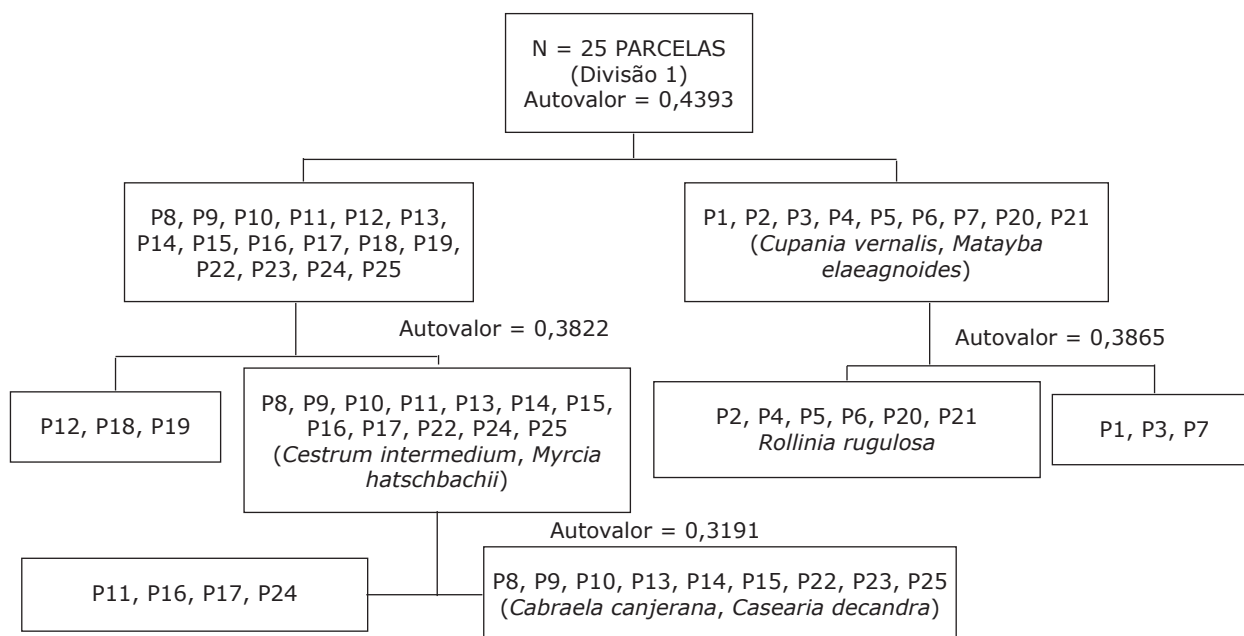 N = 25 PARCELAS
(Divisão 1)
Autovalor = 0,4393
P8, P9, P10, P11, P12, P13,
P14, P15, P16, P17, P18, P19,
P22, P23, P24, P25
P1, P2, P3, P4, P5, P6, P7, P20, P21
(Cupania vernalis, Matayba
elaeagnoides)
Autovalor = 0,3822
Autovalor = 0,3865
P12, P18, P19
P8, P9, P10, P11, P13, P14, P15,
P16, P17, P22, P24, P25
(Cestrum intermedium, Myrcia
hatschbachii)
P2, P4, P5, P6, P20, P21
Rollinia rugulosa
P1, P3, P7
Autovalor = 0,3191
P11, P16, P17, P24
P8, P9, P10, P13, P14, P15, P22, P23, P25
(Cabraela canjerana, Casearia decandra)